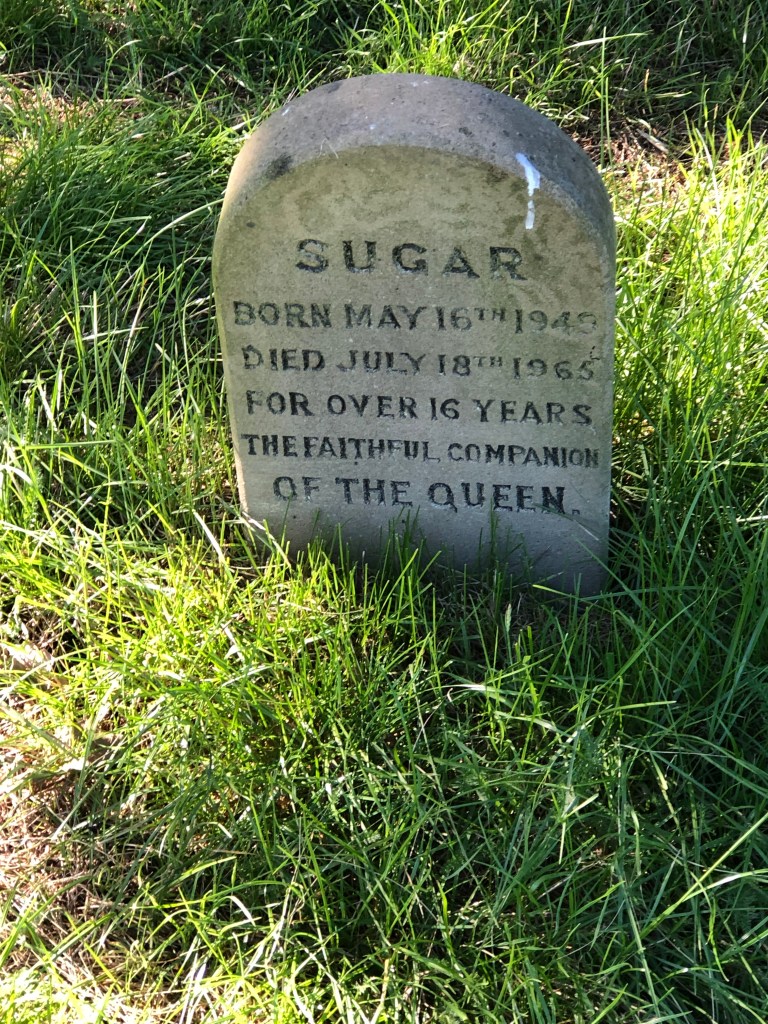 SUGAR
BORN MAY 16TH 1949
DIED JULY 18TH 1965
FOR OVER 16 YEARS
THE FAITHFUL COMPANION
OF THE QUEEN.